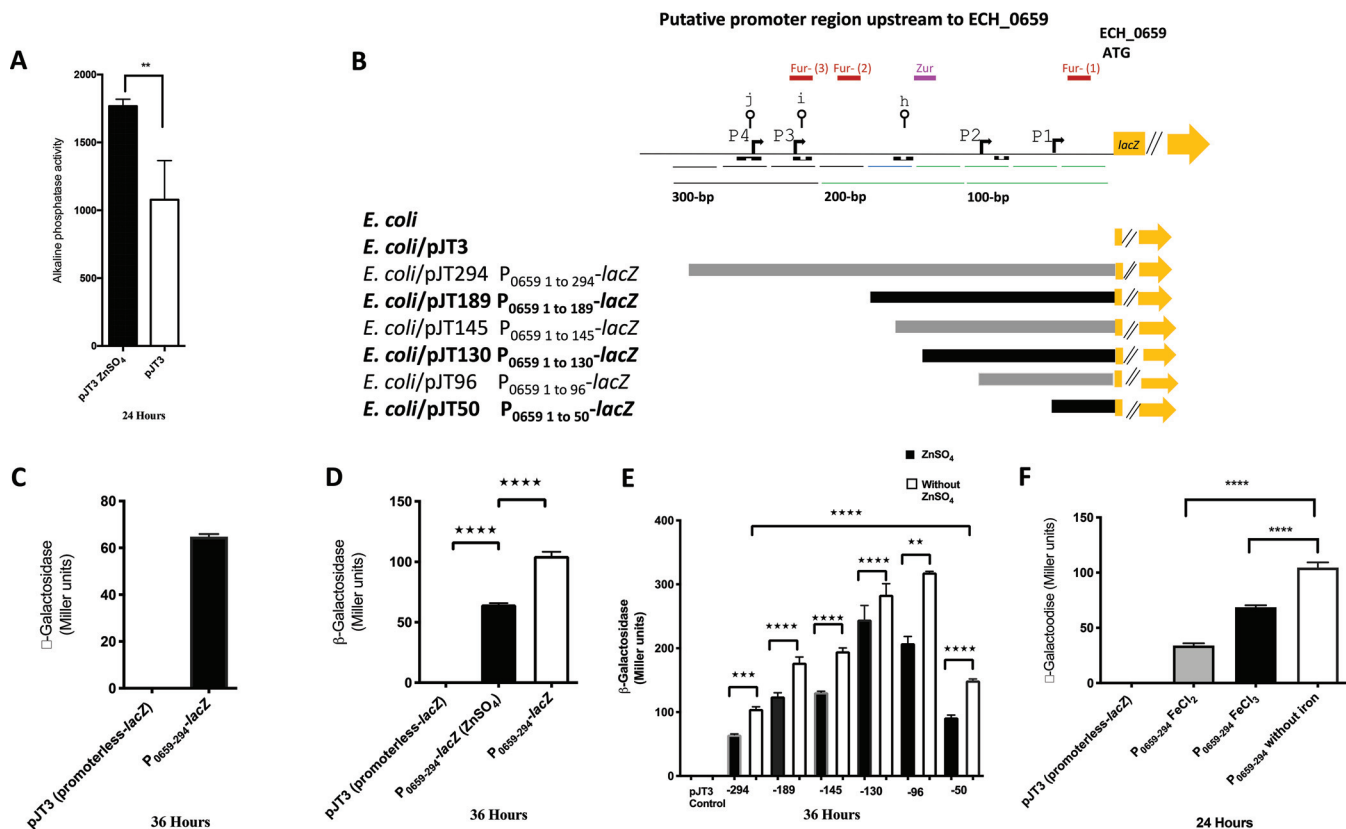 A
**
2000
1500
1000
500
0
Alkaline phosphatase activity
pJT3 ZnSO4
pJT3
24 Hours
B
Putative promoter region upstream to ECH_0659
ECH_0659
ATG
Fur- (3)
Fur- (2)
Zur
Fur- (1)
j
i
h
P4
P3
P2
P1
lacZ
300-bp
200-bp
100-bp
E. coli
E. coli/pJT3
E. coli/pJT294 P0659 1 to 294-lacZ
E. coli/pJT189 P0659 1 to 189-lacZ
E. coli/pJT145 P0659 1 to 145-lacZ
E. coli/pJT130 P0659 1 to 130-lacZ
E. coli/pJT96 P0659 1 to 96-lacZ
E. coli/pJT50 P0659 1 to 50-lacZ
C
80
60
40
20
0
□-Galactosidase
(Miller units)
pJT3 (promoterless-lacZ)
P0659-294-lacZ
36 Hours
D
★★★★
★★★★
150
100
50
0
β-Galactosidase
(Miller units)
pJT3 (promoterless-lacZ)
P0659-294-lacZ (ZnSO4)
P0659-294-lacZ
36 Hours
E
ZnSO4
Without
ZnSO4
★★★★
★★★
★★★★
★★★★
★★★★
★★
★★★★
400
300
200
100
0
β-Galactosidase
(Miller units)
pJT3
Control
-294
-189
-145
-130
-96
-50
36 Hours
F
****
****
150
100
50
0
□-Galactoodise (Miller units)
pJT3 (promoterless-lacZ)
P0659-294 FeCl2
P0659-294 FeCl3
P0659-294 without iron
24 Hours